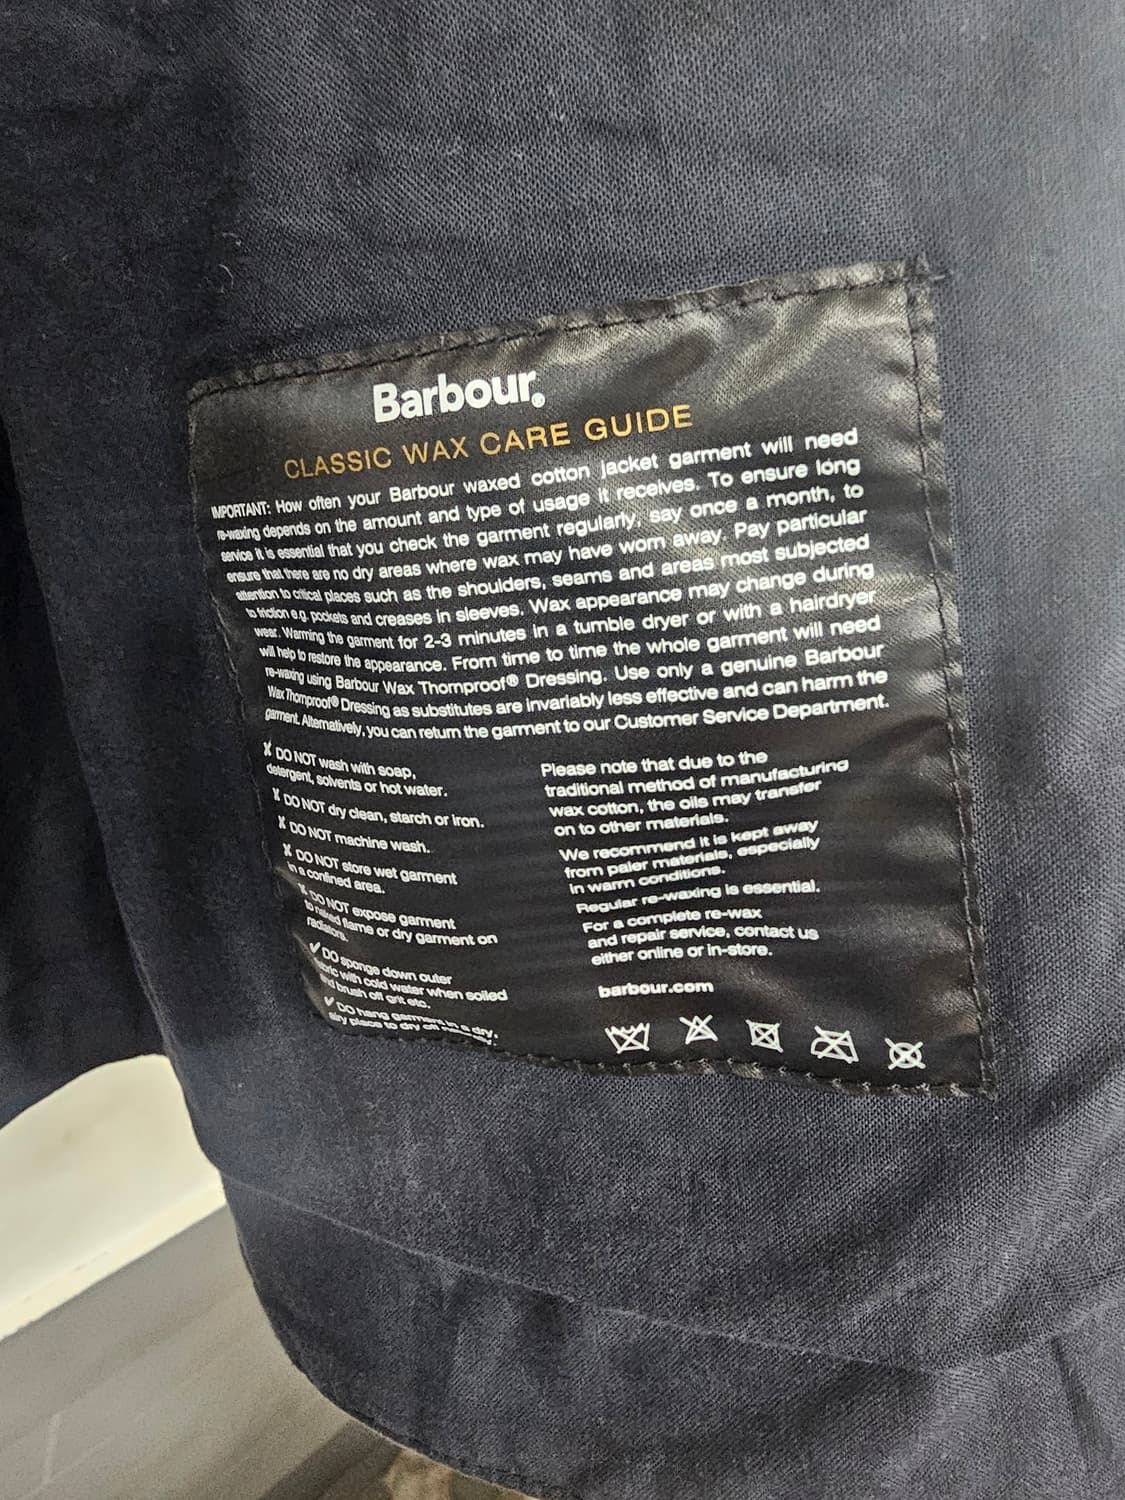 Barbour®
CLASSIC WAX CARE GUIDE
IMPORTANT: How often your Barbour waxed cotton jacket garment will need
re-waxing depends on the amount and type of usage it receives. To ensure long
service it is essential that you check the garment regularly, say once a month, to
ensure that there are no dry areas where wax may have worn away. Pay particular
attention to critical places such as the shoulders, seams and areas most subjected
to friction e.g. pockets and creases in sleeves. Wax appearance may change during
wear. Warming the garment for 2-3 minutes in a tumble dryer or with a hairdryer
will help to restore the appearance. From time to time the whole garment will need
re-waxing using Barbour Wax Thornproof® Dressing. Use only a genuine Barbour
Wax Thornproof® Dressing as substitutes are invariably less effective and can harm the
garment. Alternatively, you can return the garment to our Customer Service Department.
✗ DO NOT wash with soap,
detergent, solvents or hot water.
✗ DO NOT dry clean, starch or iron.
✗ DO NOT machine wash.
✗ DO NOT store wet garment
in a confined area.
✗ DO NOT expose garment
to naked flame or dry garment on
radiators.
✓ DO sponge down outer
fabric with cold water when soiled
and brush off grit etc.
✓ DO hang garment in a dry,
airy place to dry off
Please note that due to the
traditional method of manufacturing
wax cotton, the oils may transfer
on to other materials.
We recommend it is kept away
from paler materials, especially
in warm conditions.
Regular re-waxing is essential.
For a complete re-wax
and repair service, contact us
either online or in-store.
barbour.com